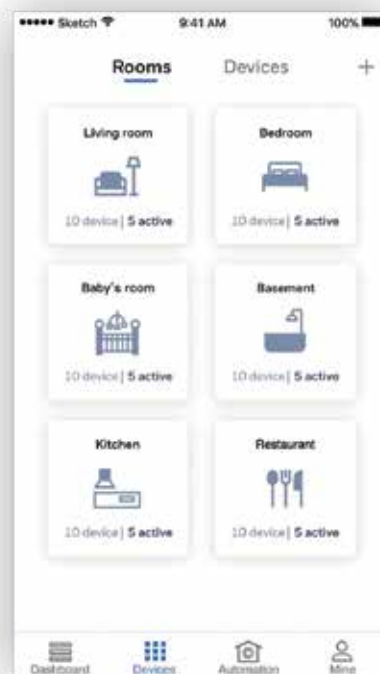 Sketch 9:41 AM 100%
Rooms Devices +
Living room Bedroom
10 device | 5 active 10 device | 5 active
Baby's room Basement
10 device | 5 active 10 device | 5 active
Kitchen Restaurant
10 device | 5 active 10 device | 5 active
Dashboard Devices Automation Mine